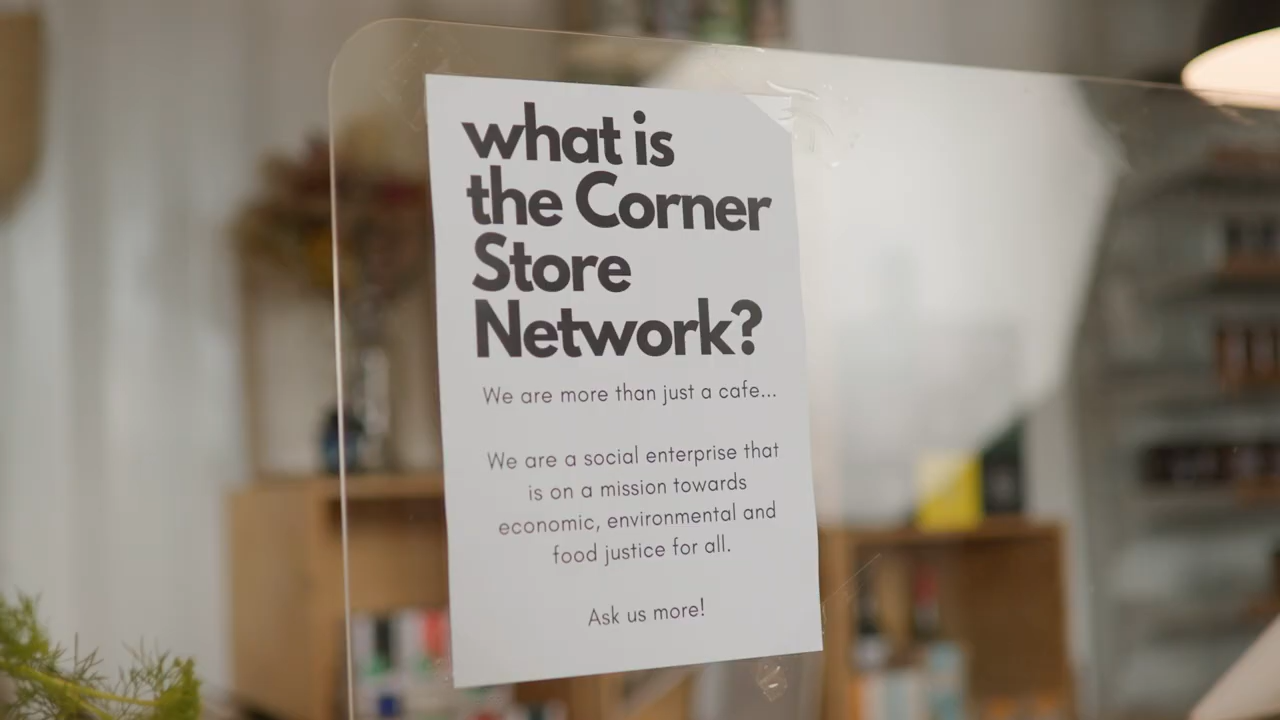 what is
the Corner
Store
Network?
We are more than just a cafe...
We are a social enterprise that
is on a mission towards
economic, environmental and
food justice for all.
Ask us more!